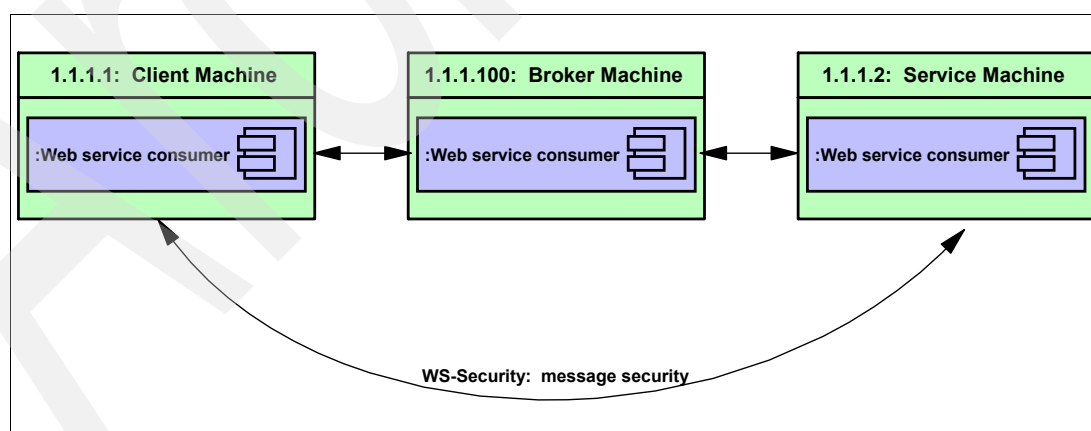 1.1.1.1: Client Machine
1.1.1.100: Broker Machine
1.1.1.2: Service Machine
:Web service consumer
:Web service consumer
:Web service consumer
WS-Security: message security